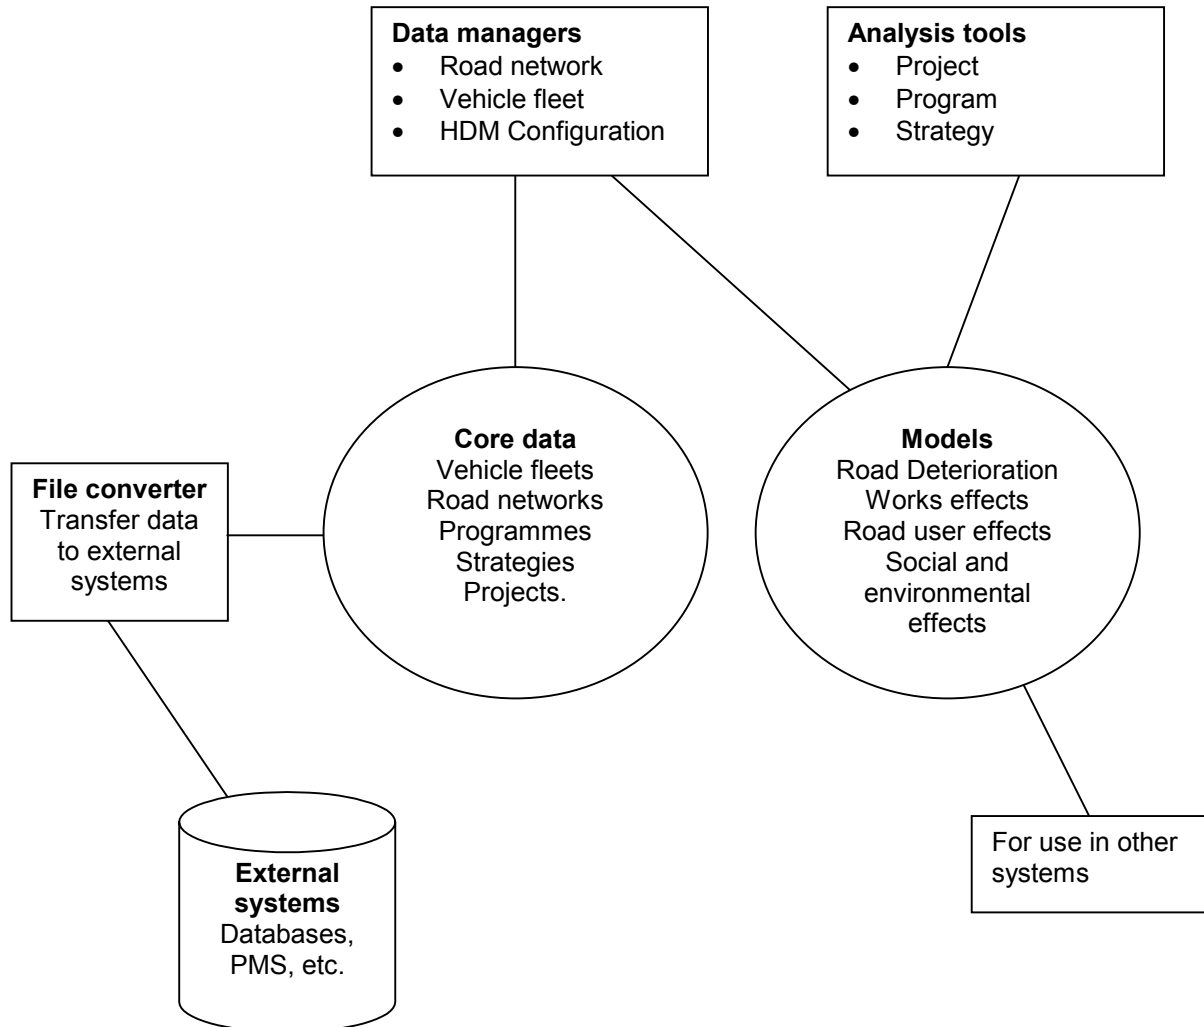 Data managers
• Road network
• Vehicle fleet
• HDM Configuration
Analysis tools
• Project
• Program
• Strategy
Core data
Vehicle fleets
Road networks
Programmes
Strategies
Projects.
Models
Road Deterioration
Works effects
Road user effects
Social and
environmental
effects
File converter
Transfer data
to external
systems
External
systems
Databases,
PMS, etc.
For use in other
systems